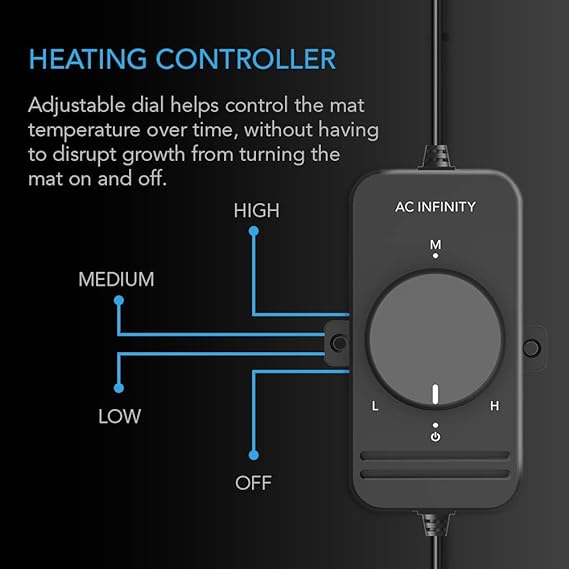 HEATING CONTROLLER
Adjustable dial helps control the mat
temperature over time, without having
to disrupt growth from turning the
mat on and off.
HIGH
MEDIUM
LOW
OFF
AC INFINITY
M
L
H